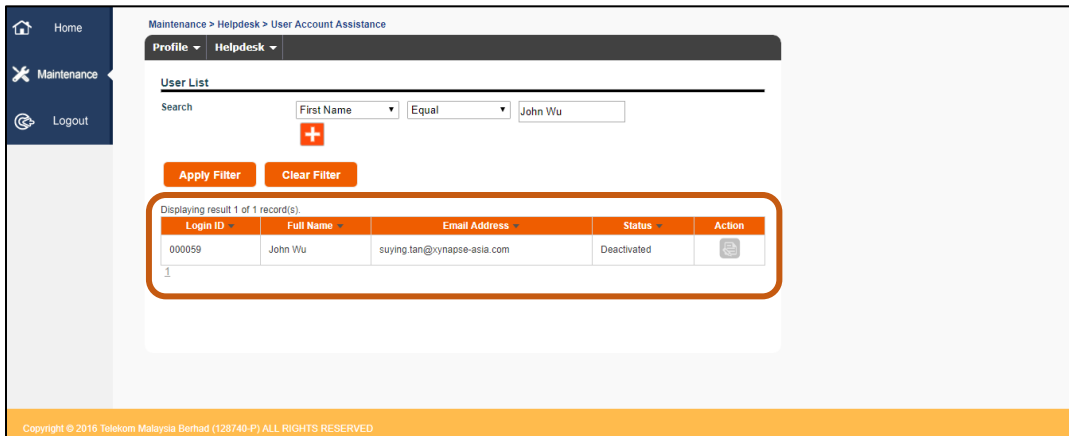 Home
Maintenance
Logout
Maintenance > Helpdesk > User Account Assistance
Profile Helpdesk
User List
Search First Name Equal John Wu
Apply Filter Clear Filter
Displaying result 1 of 1 record(s).
Login ID Full Name Email Address Status Action
000059 John Wu suying.tan@xynapse-asia.com Deactivated
1
Copyright © 2016 Telekom Malaysia Berhad (128740-P) ALL RIGHTS RESERVED